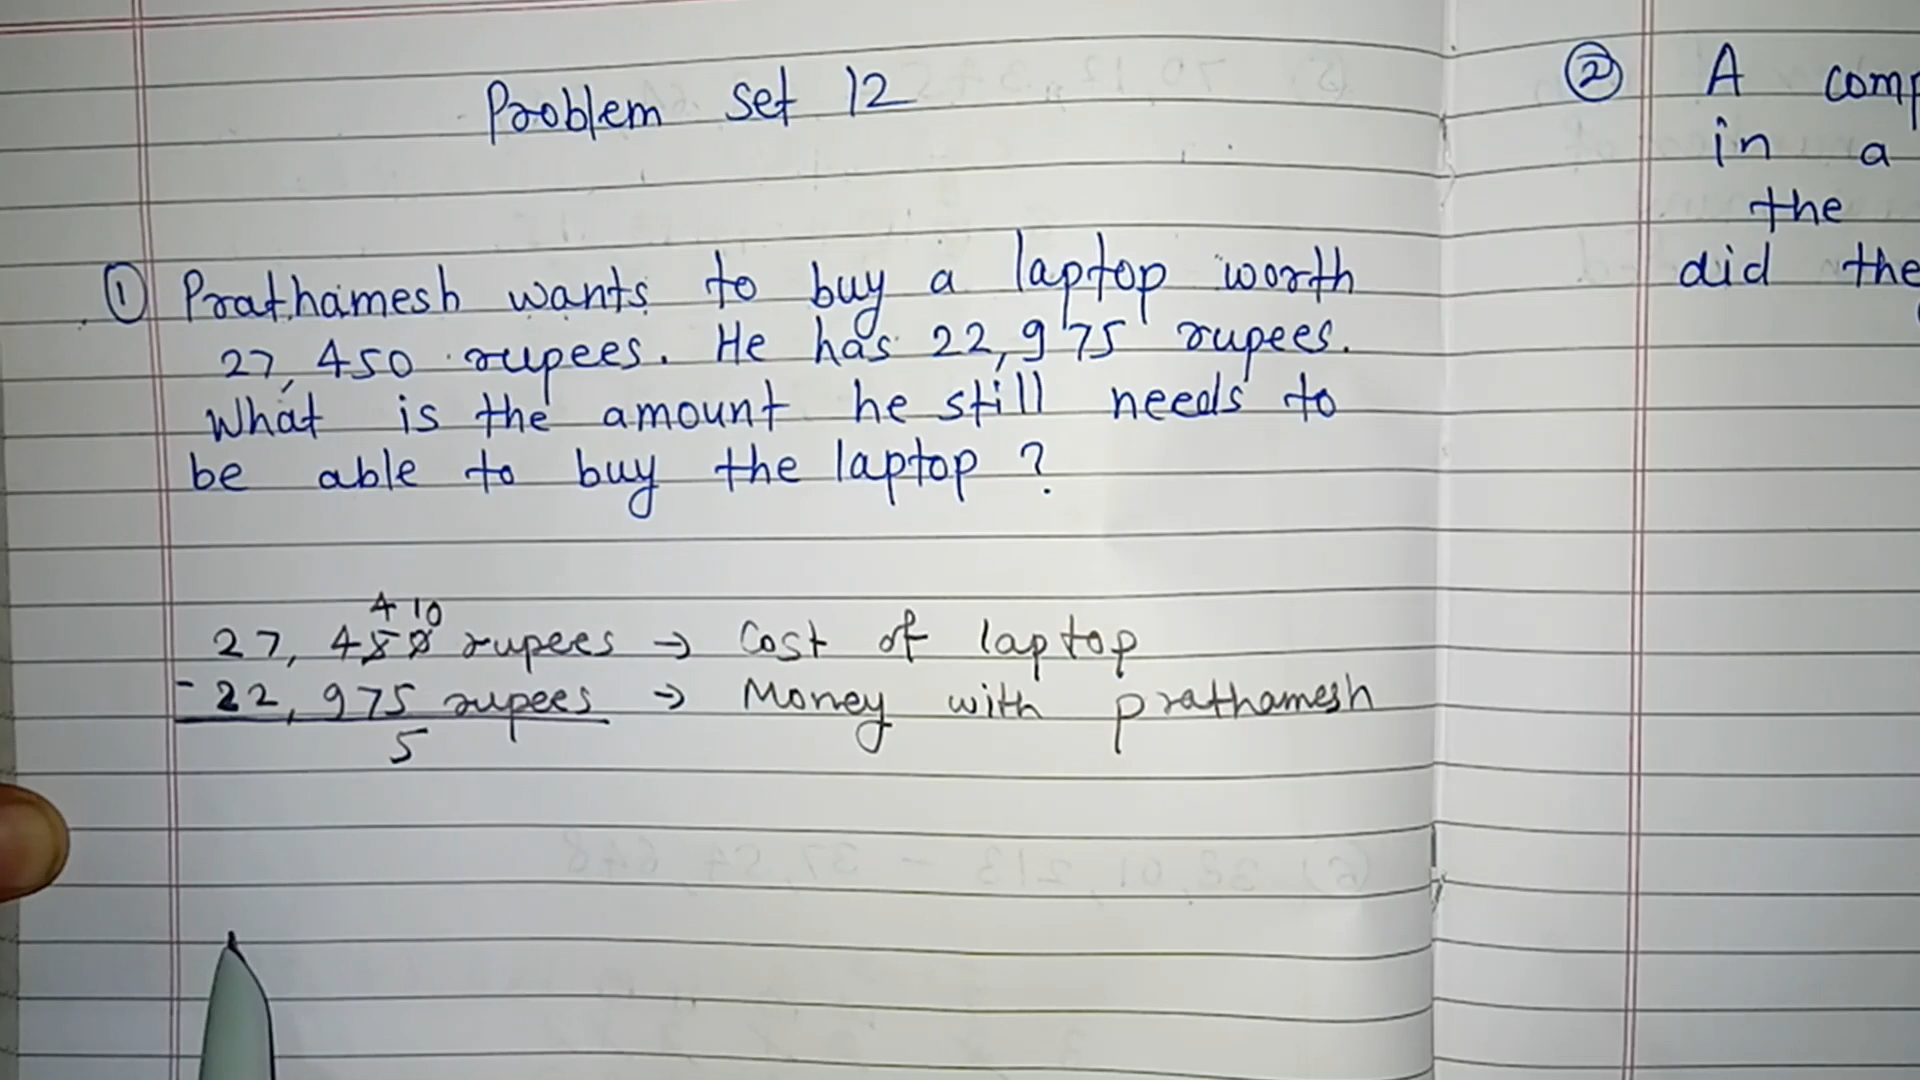 Problem set 12
① Prathamesh wants to buy a laptop worth
27,450 rupees. He has 22,975 rupees.
What is the amount he still needs to
be able to buy the laptop ?
4 10
27,450 rupees → Cost of laptop
- 22,975 rupees → Money with prathamesh
5
② A
in a
the
did the